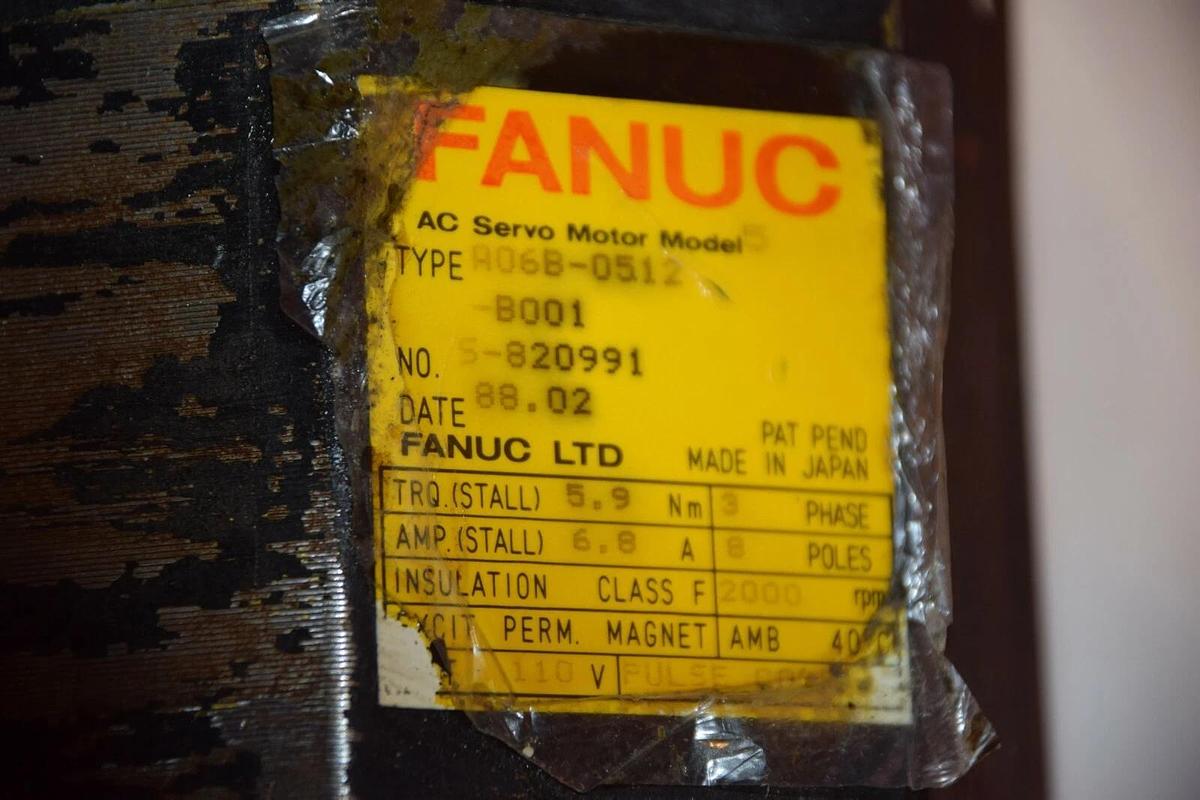 FANUC
AC Servo Motor Model 5
TYPE A06B-0512
-B001
NO. S-820991
DATE 88.02
FANUC LTD
PAT PEND
MADE IN JAPAN
TRQ.(STALL) 5.9 Nm 3 PHASE
AMP.(STALL) 6.8 A 8 POLES
INSULATION CLASS F 2000 rpm
EXCIT PERM. MAGNET AMB 40°C
110 V PULSE